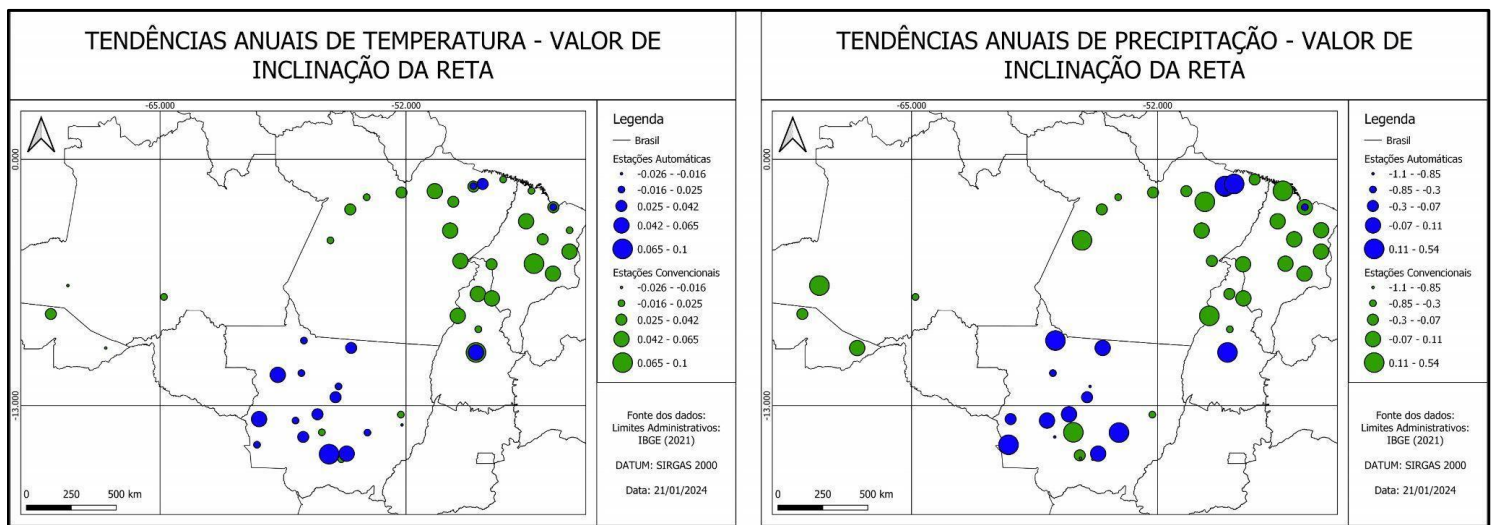 TENDÊNCIAS ANUAIS DE TEMPERATURA - VALOR DE
INCLINAÇÃO DA RETA
-65.000
-52.000
0.000
-13.000
Legenda
Brasil
Estações Automáticas
-0.026 - -0.016
-0.016 - 0.025
0.025 - 0.042
0.042 - 0.065
0.065 - 0.1
Estações Convencionais
-0.026 - -0.016
-0.016 - 0.025
0.025 - 0.042
0.042 - 0.065
0.065 - 0.1
Fonte dos dados:
Limites Administrativos:
IBGE (2021)
DATUM: SIRGAS 2000
Data: 21/01/2024
0 250 500 km
TENDÊNCIAS ANUAIS DE PRECIPITAÇÃO - VALOR DE
INCLINAÇÃO DA RETA
-65.000
-52.000
0.000
-13.000
Legenda
Brasil
Estações Automáticas
-1.1 - -0.85
-0.85 - -0.3
-0.3 - -0.07
-0.07 - 0.11
0.11 - 0.54
Estações Convencionais
-1.1 - -0.85
-0.85 - -0.3
-0.3 - -0.07
-0.07 - 0.11
0.11 - 0.54
Fonte dos dados:
Limites Administrativos:
IBGE (2021)
DATUM: SIRGAS 2000
Data: 21/01/2024
0 250 500 km